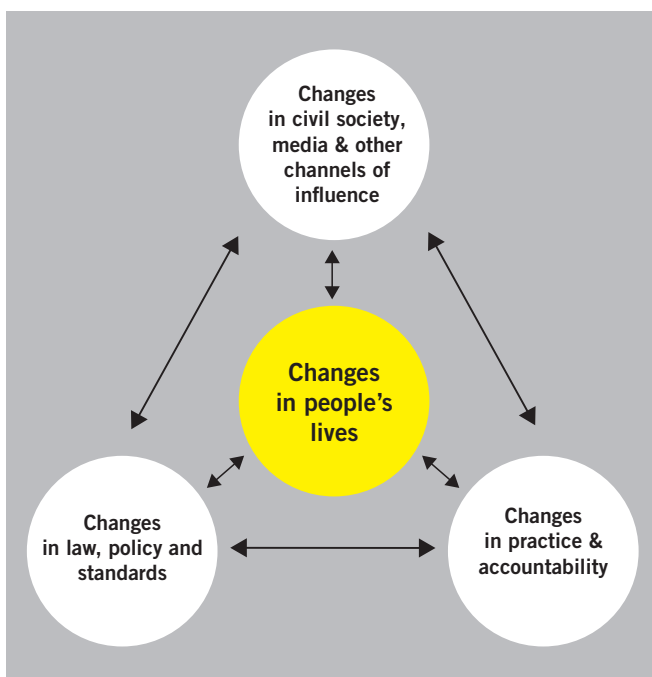 Changes
in civil society,
media & other
channels of
influence
Changes
in people's
lives
Changes
in law, policy and
standards
Changes
in practice &
accountability